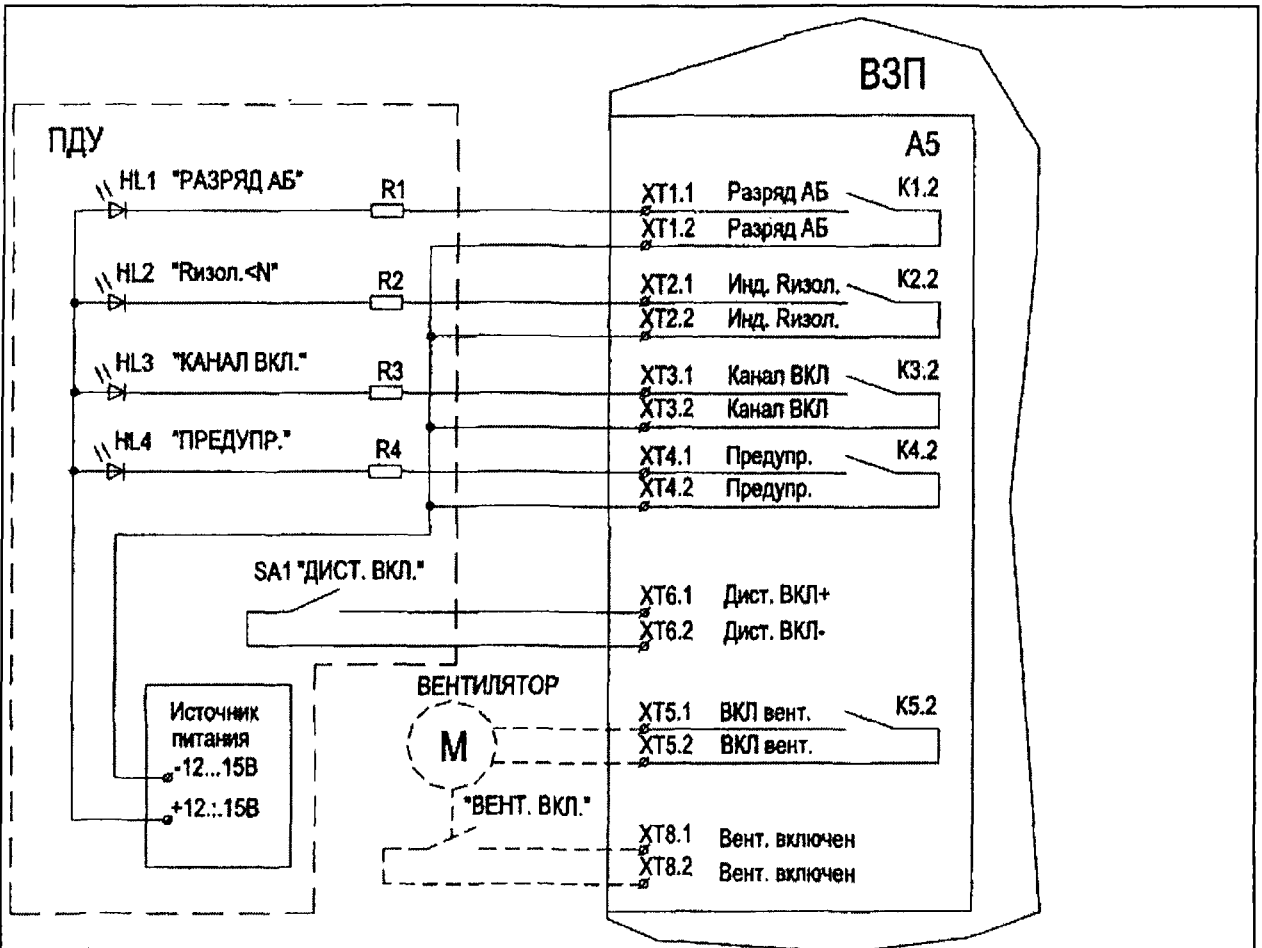 ВЗП
ПДУ
А5
HL1 "РАЗРЯД АБ"
R1
XT1.1 Разряд АБ K1.2
XT1.2 Разряд АБ
HL2 "Rизол.<N"
R2
XT2.1 Инд. Rизол. K2.2
XT2.2 Инд. Rизол.
HL3 "КАНАЛ ВКЛ."
R3
XT3.1 Канал ВКЛ K3.2
XT3.2 Канал ВКЛ
HL4 "ПРЕДУПР."
R4
XT4.1 Предупр. K4.2
XT4.2 Предупр.
SA1 "ДИСТ. ВКЛ."
XT6.1 Дист. ВКЛ+
XT6.2 Дист. ВКЛ-
ВЕНТИЛЯТОР
М
XT5.1 ВКЛ вент. K5.2
XT5.2 ВКЛ вент.
Источник
питания
-12...15В
+12...15В
"ВЕНТ. ВКЛ."
XT8.1 Вент. включен
XT8.2 Вент. включен